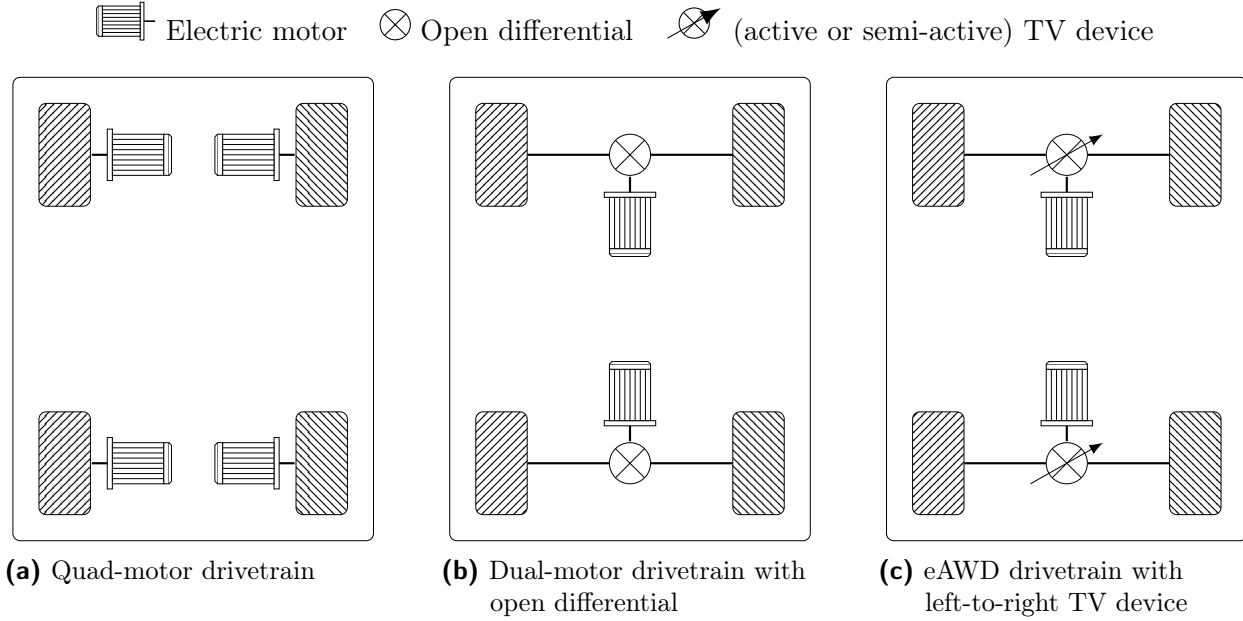 Electric motor Open differential (active or semi-active) TV device
(a) Quad-motor drivetrain
(b) Dual-motor drivetrain with
open differential
(c) eAWD drivetrain with
left-to-right TV device